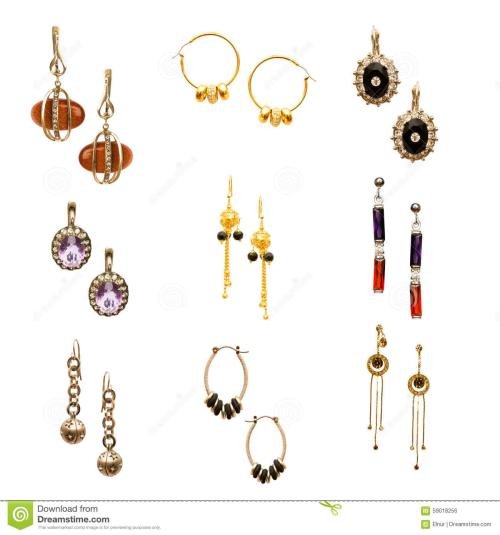 Download from
Dreamstime.com
This watermarked comp image is for previewing purposes only.
59018256
Elnur | Dreamstime.com